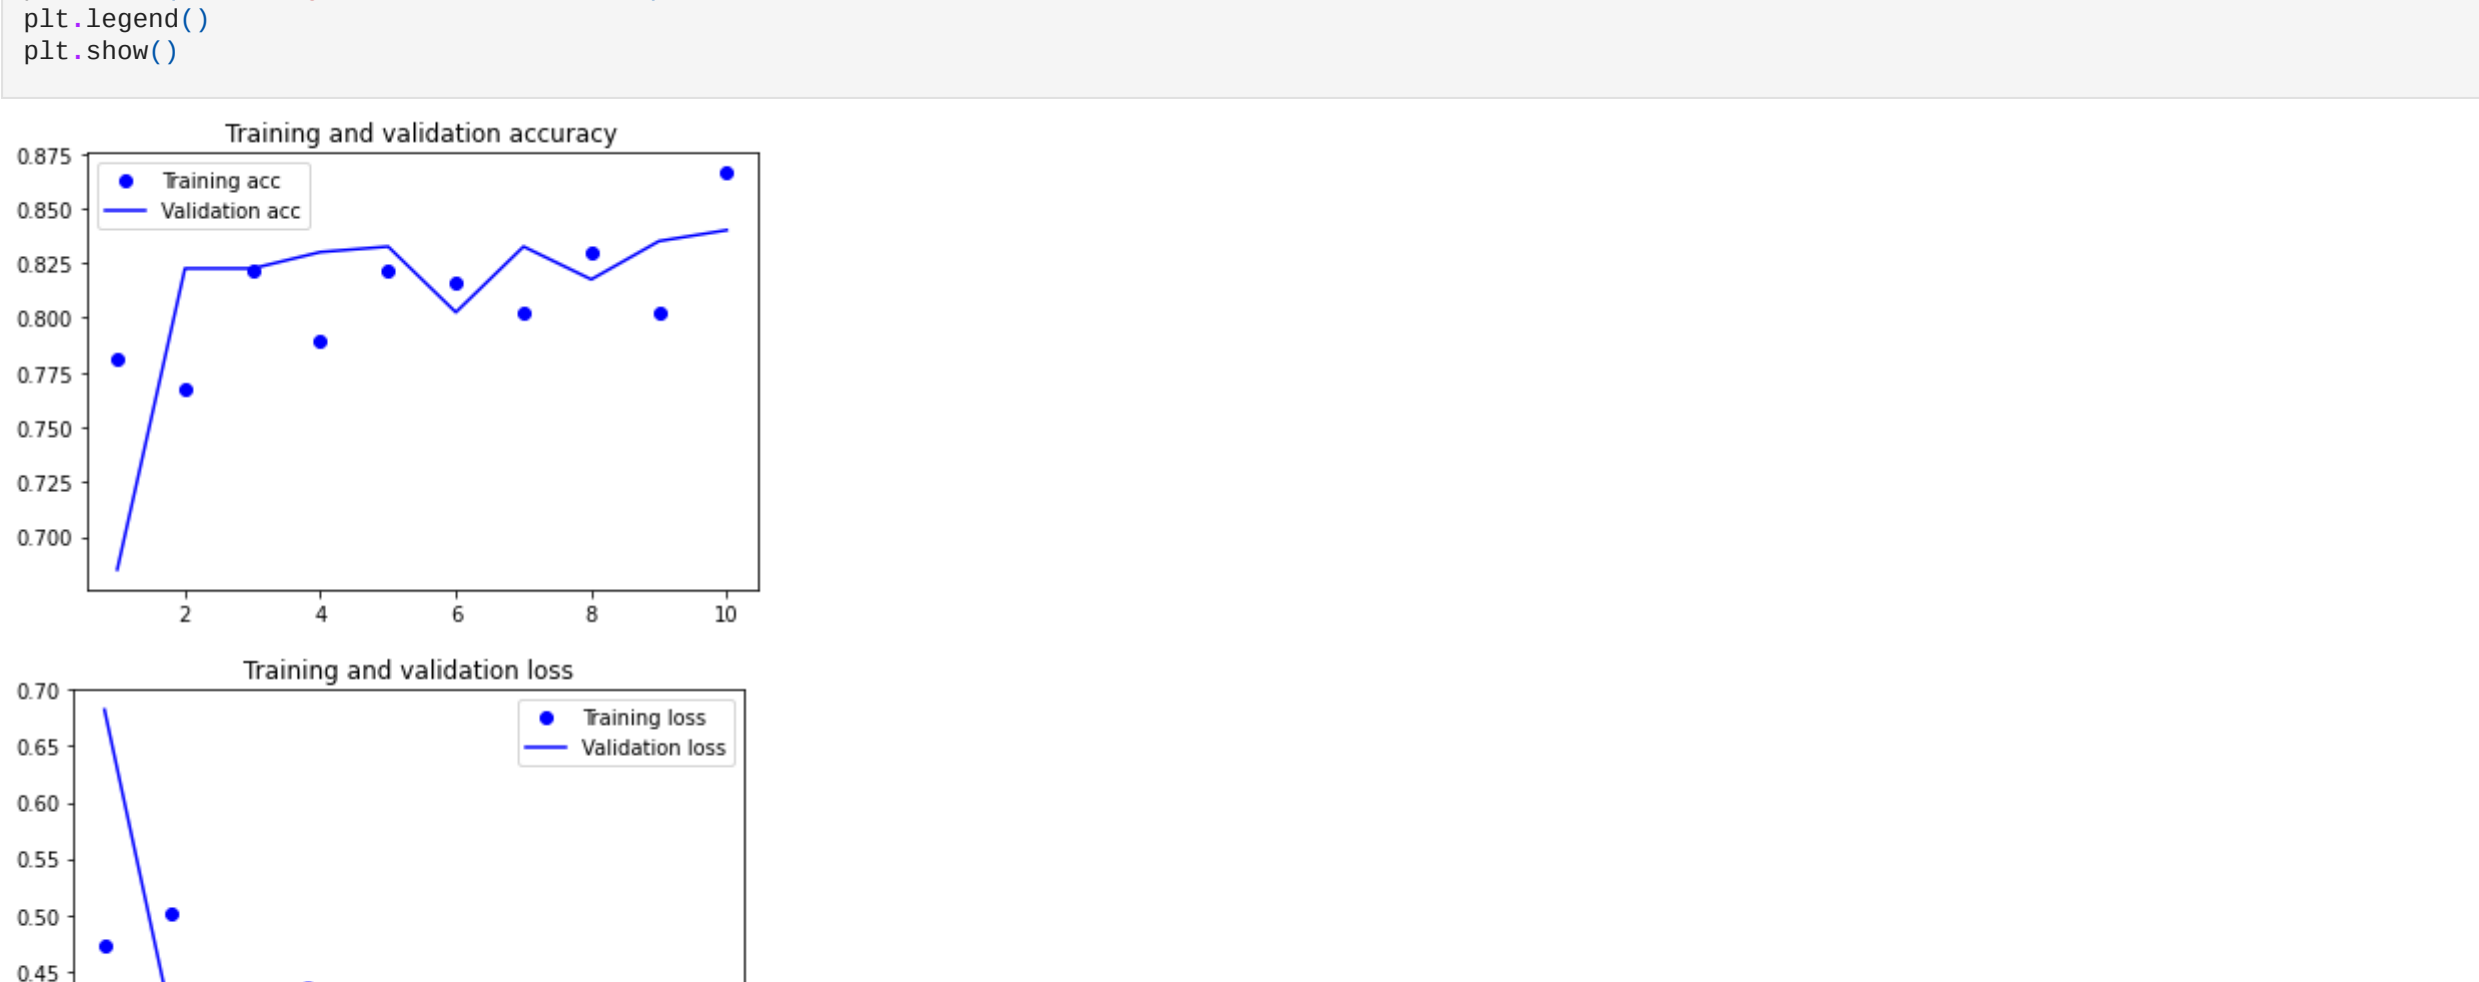 plt.legend()
plt.show()
Training and validation accuracy
0.875
Training acc
Validation acc
0.850
0.825
0.800
0.775
0.750
0.725
0.700
2 4 6 8 10
Training and validation loss
0.70
Training loss
Validation loss
0.65
0.60
0.55
0.50
0.45